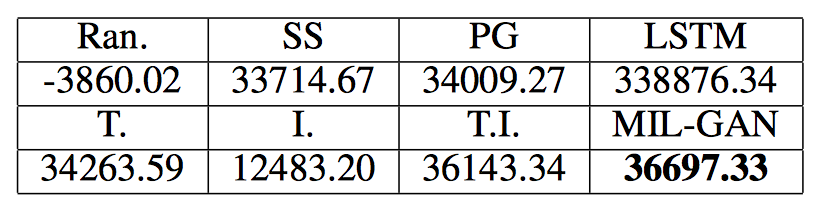 Ran. SS PG LSTM
-3860.02 33714.67 34009.27 338876.34
T. I. T.I. MIL-GAN
34263.59 12483.20 36143.34 36697.33